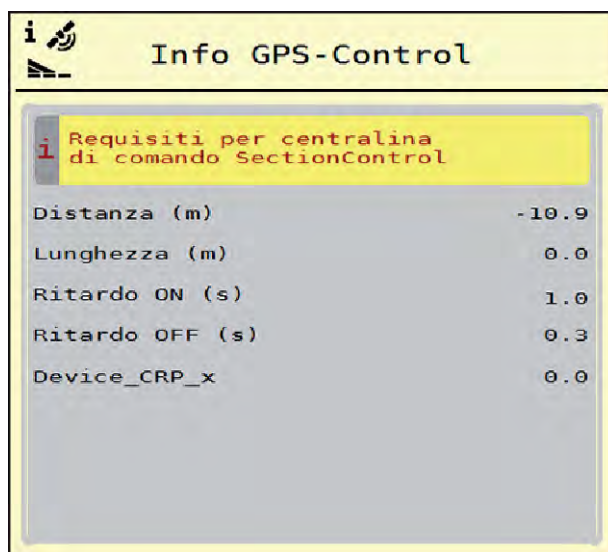 i
Info GPS-Control
i
Requisiti per centralina
di comando SectionControl
Distanza (m) -10.9
Lunghezza (m) 0.0
Ritardo ON (s) 1.0
Ritardo OFF (s) 0.3
Device_CRP_x 0.0